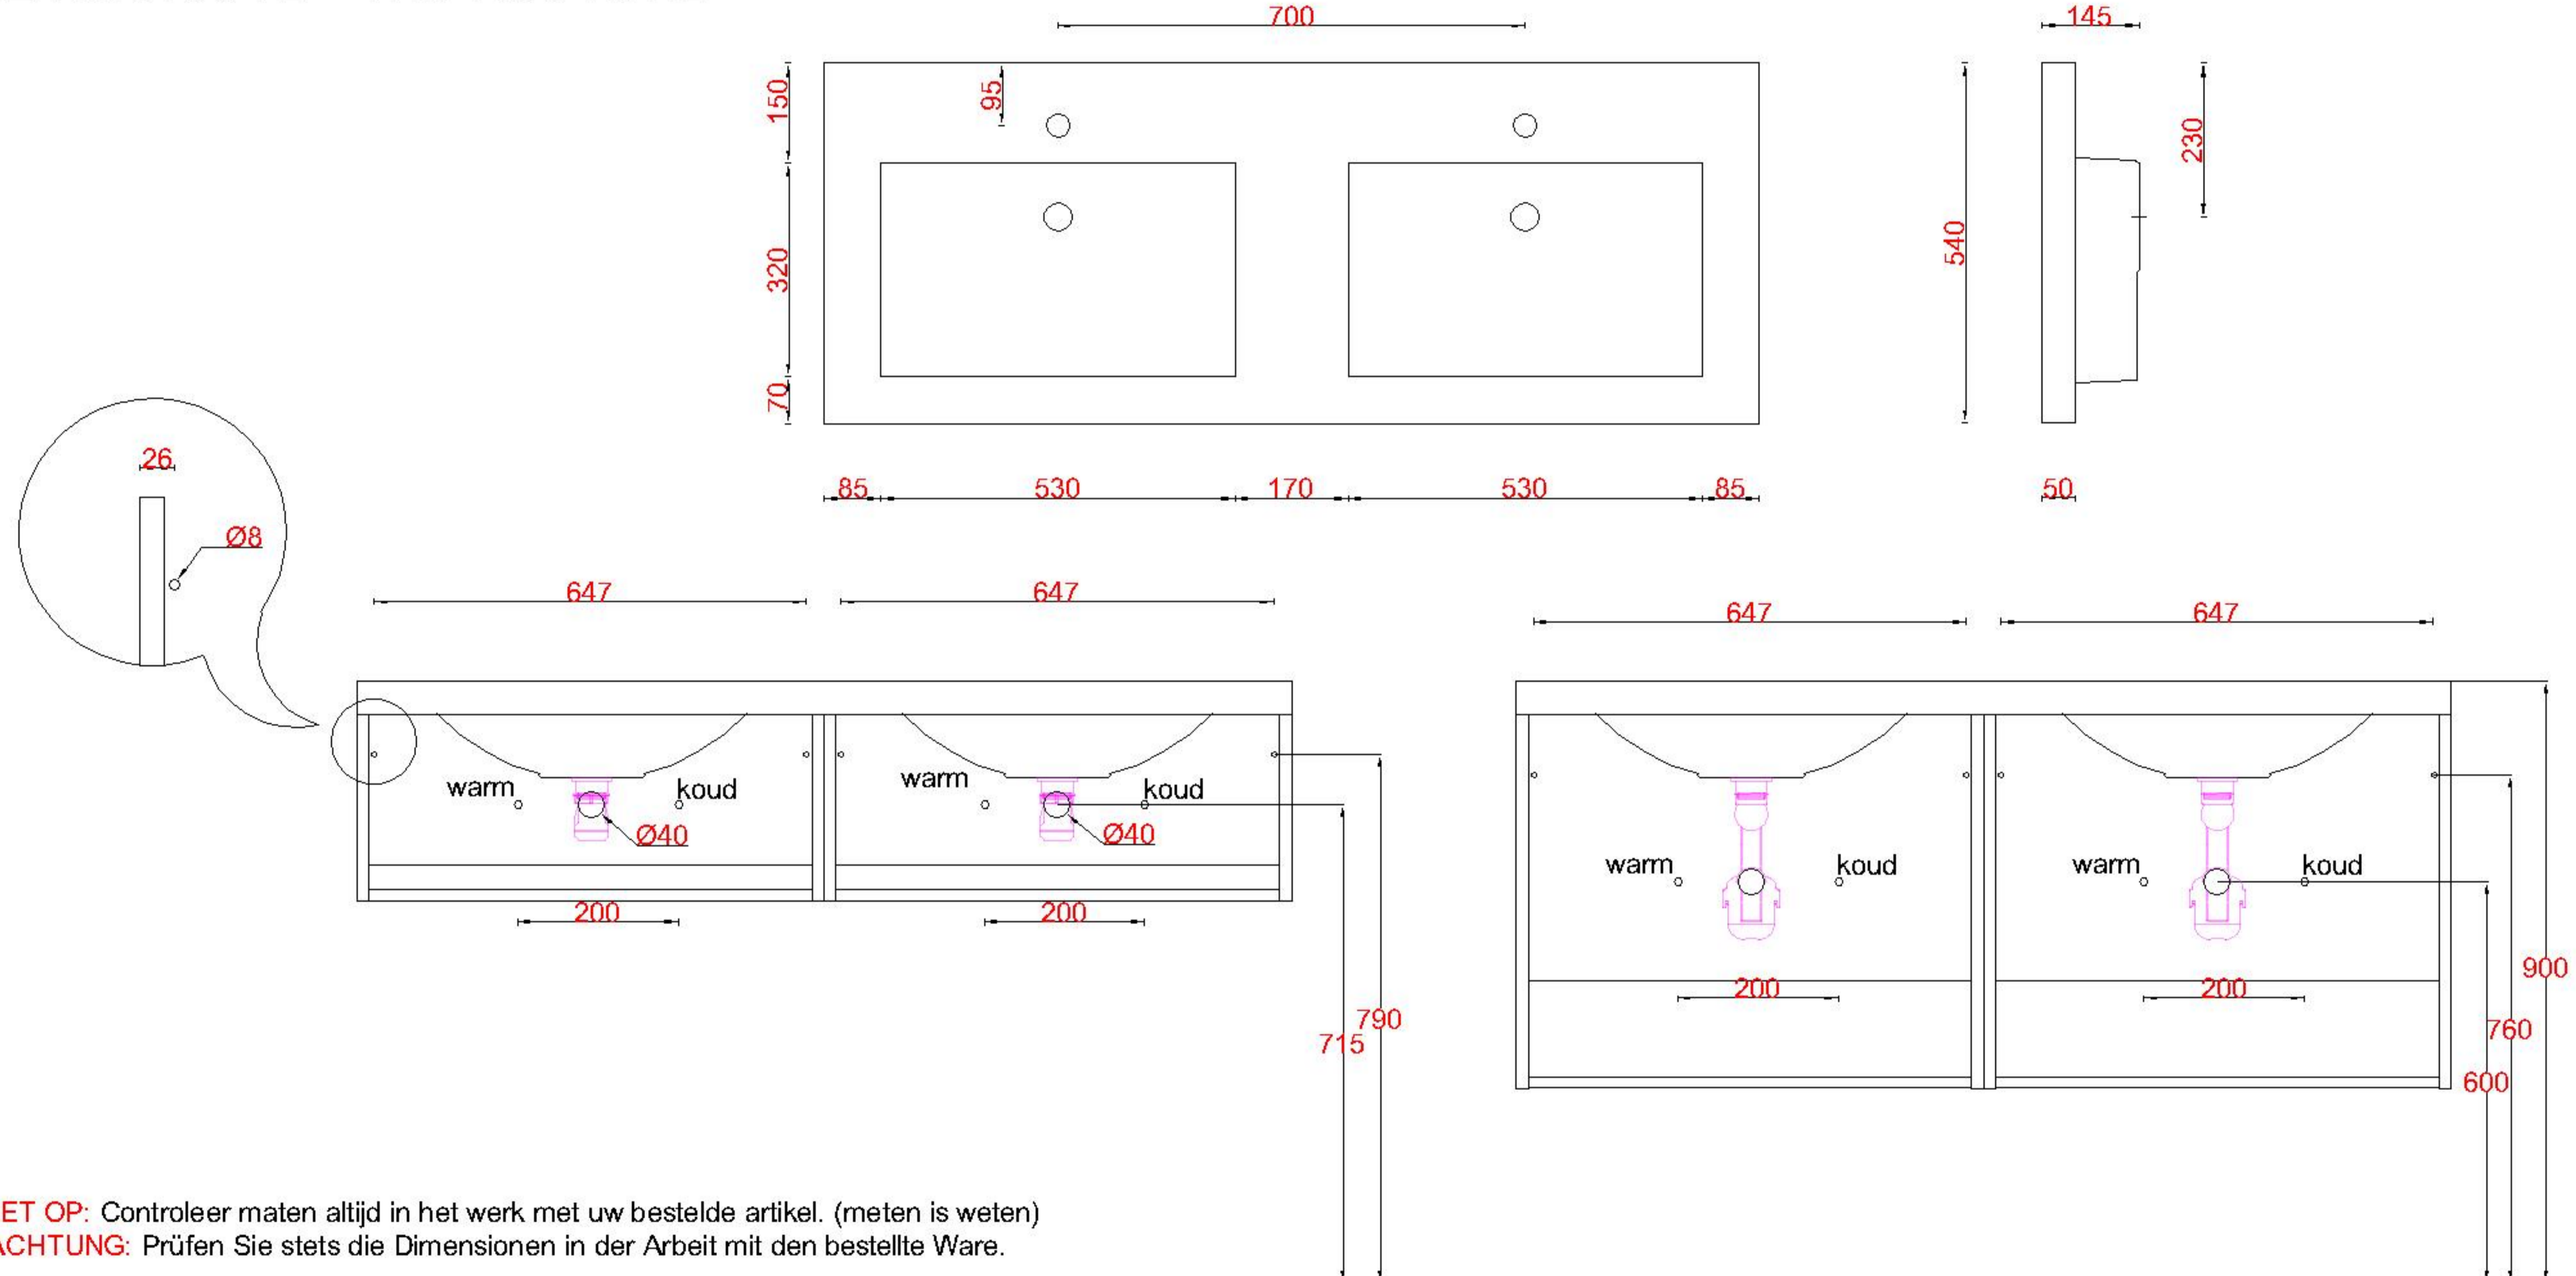 700
145
150
95
230
320
540
70
26
85
530
170
530
85
50
Ø8
647
647
647
647
warm
koud
warm
koud
Ø40
Ø40
warm
koud
warm
koud
200
200
200
200
900
790
760
715
600
ET OP: Controleer maten altijd in het werk met uw bestelde artikel. (meten is weten)
ACHTUNG: Prüfen Sie stets die Dimensionen in der Arbeit mit den bestellte Ware.